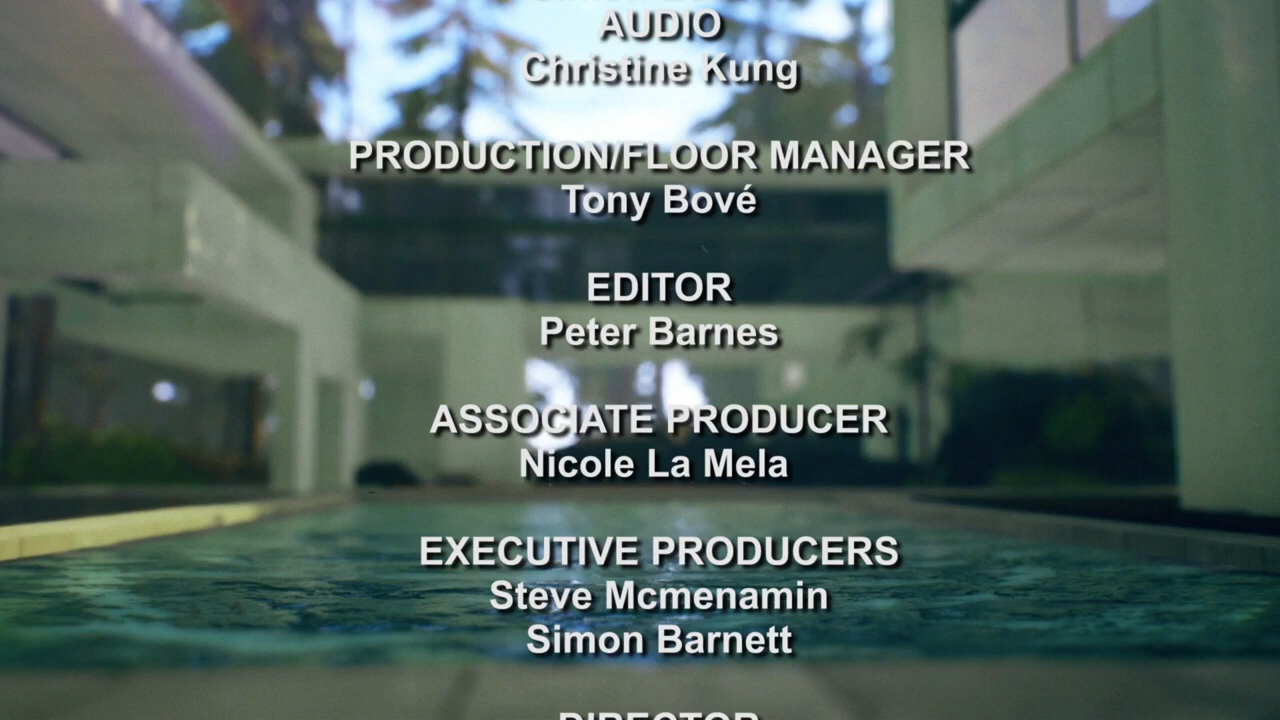 AUDIO
Christine Kung
PRODUCTION/FLOOR MANAGER
Tony Bové
EDITOR
Peter Barnes
ASSOCIATE PRODUCER
Nicole La Mela
EXECUTIVE PRODUCERS
Steve Mcmenamin
Simon Barnett
DIRECTOR